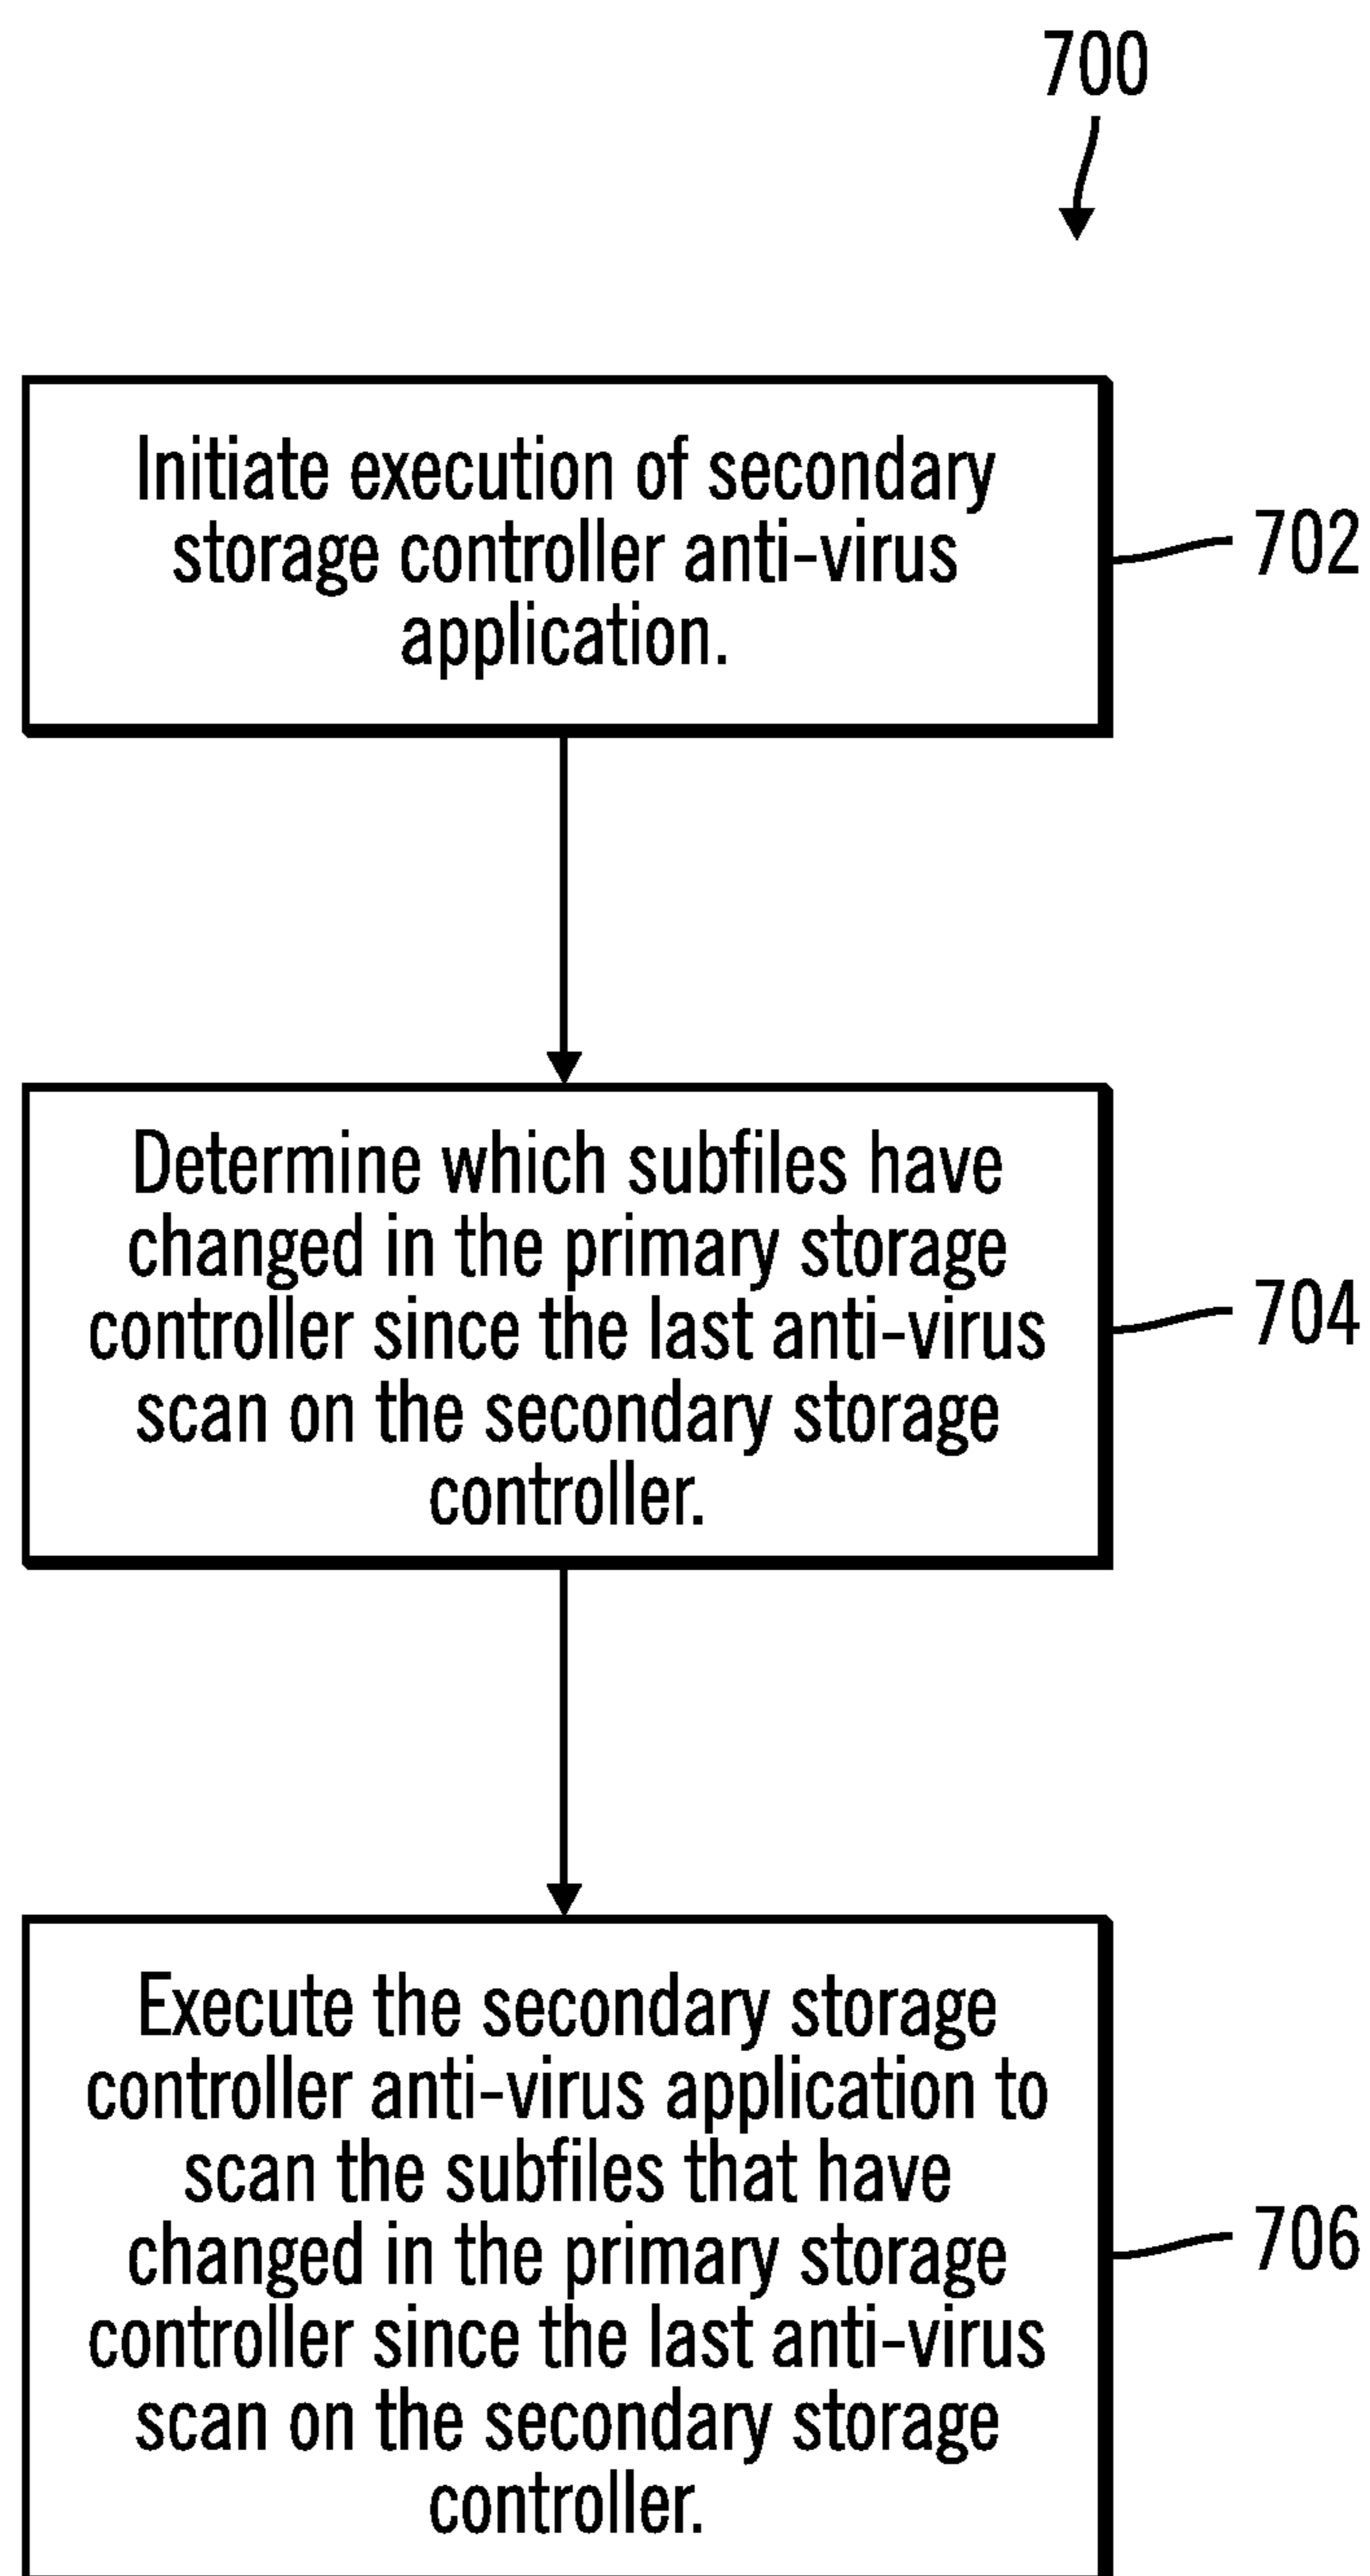 700
Initiate execution of secondary
storage controller anti-virus
application.
702
Determine which subfiles have
changed in the primary storage
controller since the last anti-virus
scan on the secondary storage
controller.
704
Execute the secondary storage
controller anti-virus application to
scan the subfiles that have
changed in the primary storage
controller since the last anti-virus
scan on the secondary storage
controller.
706